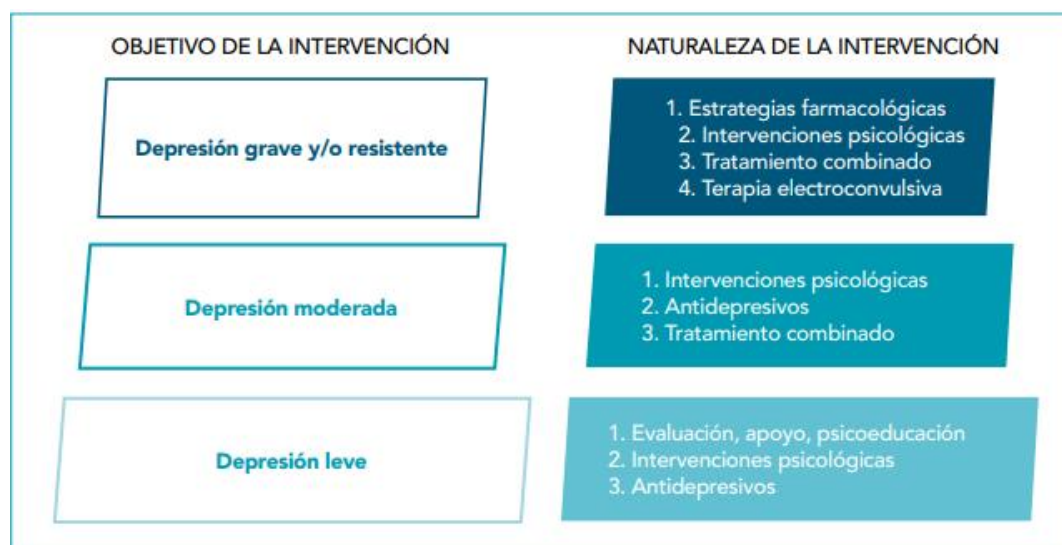 OBJETIVO DE LA INTERVENCIÓN
NATURALEZA DE LA INTERVENCIÓN
Depresión grave y/o resistente
1. Estrategias farmacológicas
2. Intervenciones psicológicas
3. Tratamiento combinado
4. Terapia electroconvulsiva
Depresión moderada
1. Intervenciones psicológicas
2. Antidepresivos
3. Tratamiento combinado
Depresión leve
1. Evaluación, apoyo, psicoeducación
2. Intervenciones psicológicas
3. Antidepresivos